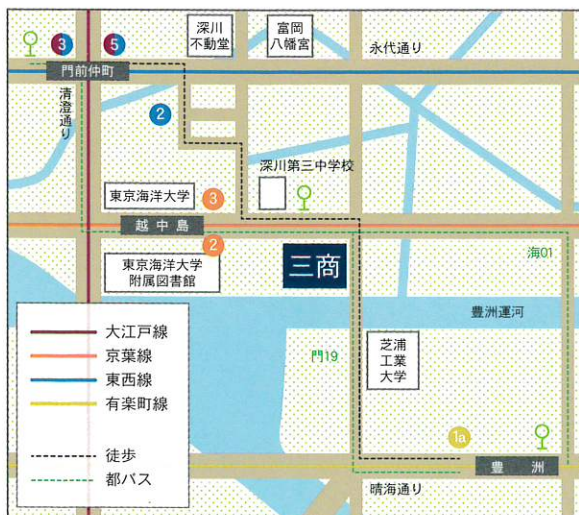 深川
不動堂
富岡
八幡宮
永代通り
3
5
門前仲町
清澄通り
2
深川第三中学校
東京海洋大学
3
越中島
2
東京海洋大学
附属図書館
三商
海01
豊洲運河
大江戸線
京葉線
東西線
有楽町線
徒歩
都バス
門19
芝浦
工業
大学
1a
豊洲
晴海通り